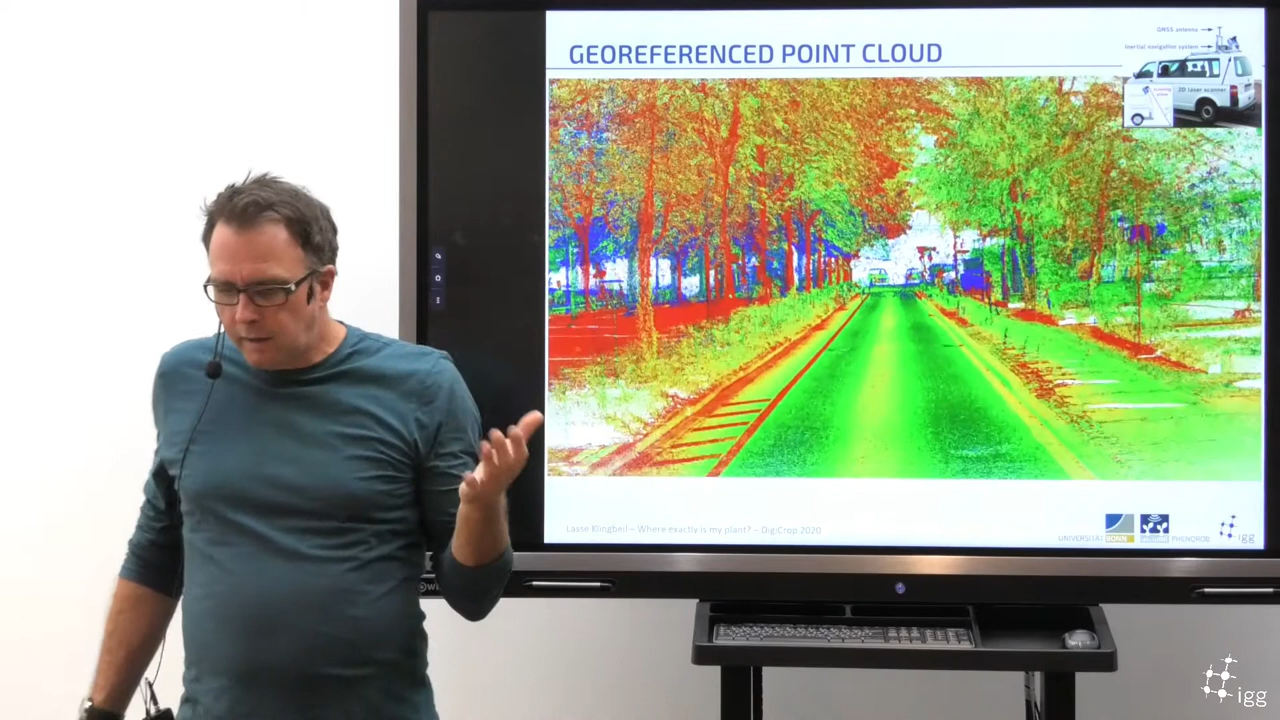 GEOREFERENCED POINT CLOUD
GNSS antenna
Inertial navigation system
2D laser scanner
Lasse Klingbeil – Where exactly is my plant? – DigiCrop 2020
UNIVERSITÄT BONN
PHENOROB
igg
igg